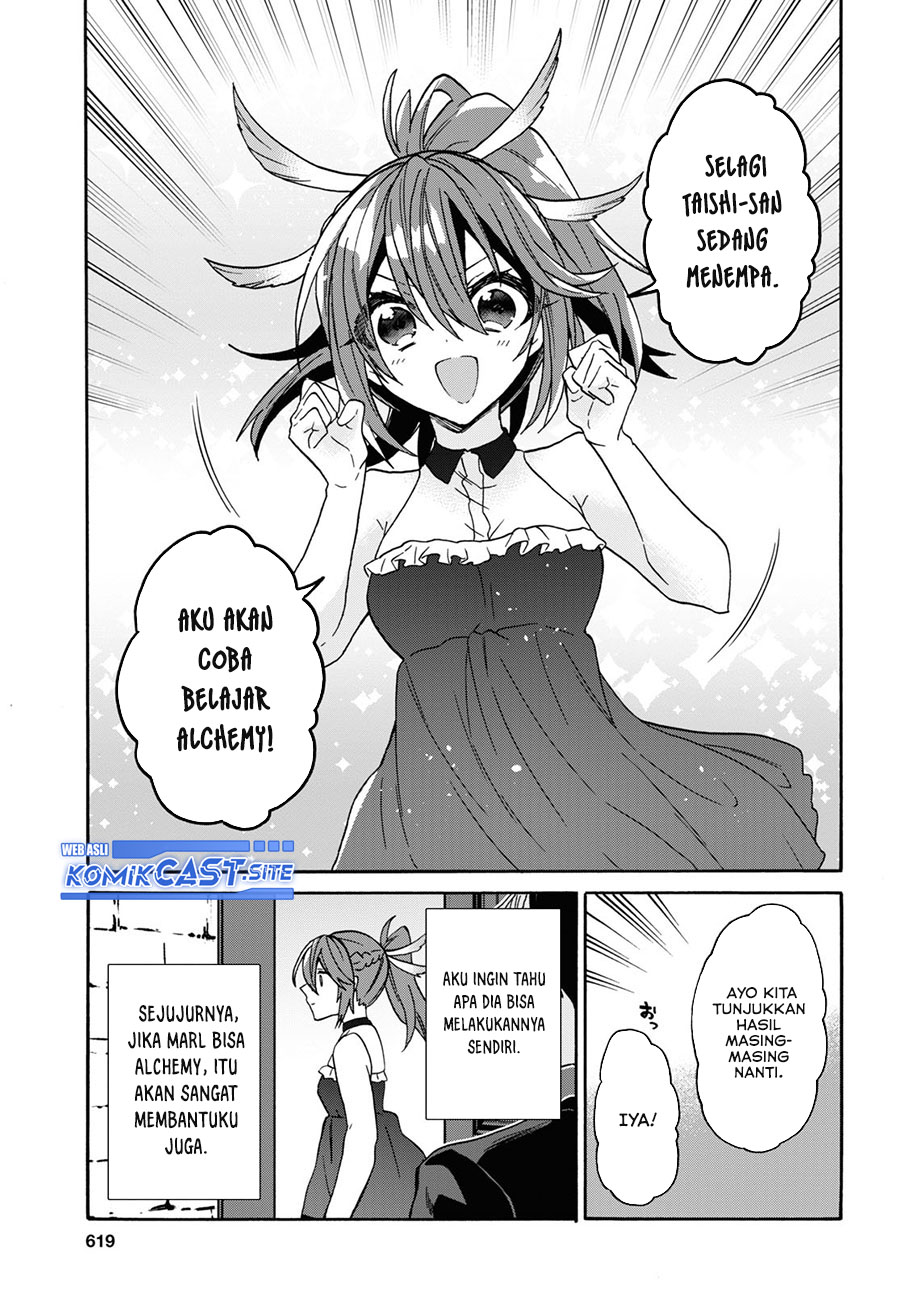 SELAGI
TAISHI-SAN
SEDANG
MENEMPA.
AKU AKAN
COBA
BELAJAR
ALCHEMY!
WEB ASLI
KOMIKCAST.SITE
AYO KITA
TUNJUKKAN
HASIL
MASING-
MASING
NANTI.
おっ
IYA!
AKU INGIN TAHU
APA DIA BISA
MELAKUKANNYA
SENDIRI.
SEJUJURNYA,
JIKA MARL BISA
ALCHEMY, ITU
AKAN SANGAT
MEMBANTUKU
JUGA.
619